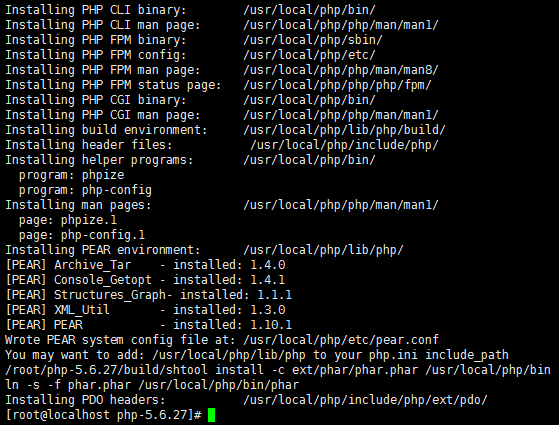 Installing PHP CLI binary:        /usr/local/php/bin/
Installing PHP CLI man page:      /usr/local/php/php/man/man1/
Installing PHP FPM binary:        /usr/local/php/sbin/
Installing PHP FPM config:        /usr/local/php/etc/
Installing PHP FPM man page:      /usr/local/php/php/man/man8/
Installing PHP FPM status page:   /usr/local/php/php/php/fpm/
Installing PHP CGI binary:        /usr/local/php/bin/
Installing PHP CGI man page:      /usr/local/php/php/man/man1/
Installing build environment:     /usr/local/php/lib/php/build/
Installing header files:           /usr/local/php/include/php/
Installing helper programs:       /usr/local/php/bin/
  program: phpize
  program: php-config
Installing man pages:             /usr/local/php/php/man/man1/
  page: phpize.1
  page: php-config.1
Installing PEAR environment:      /usr/local/php/lib/php/
[PEAR] Archive_Tar    - installed: 1.4.0
[PEAR] Console_Getopt - installed: 1.4.1
[PEAR] Structures_Graph- installed: 1.1.1
[PEAR] XML_Util       - installed: 1.3.0
[PEAR] PEAR           - installed: 1.10.1
Wrote PEAR system config file at: /usr/local/php/etc/pear.conf
You may want to add: /usr/local/php/lib/php to your php.ini include_path
/root/php-5.6.27/build/shtool install -c ext/phar/phar.phar /usr/local/php/bin
ln -s -f phar.phar /usr/local/php/bin/phar
Installing PDO headers:           /usr/local/php/include/php/ext/pdo/
[root@localhost php-5.6.27]#